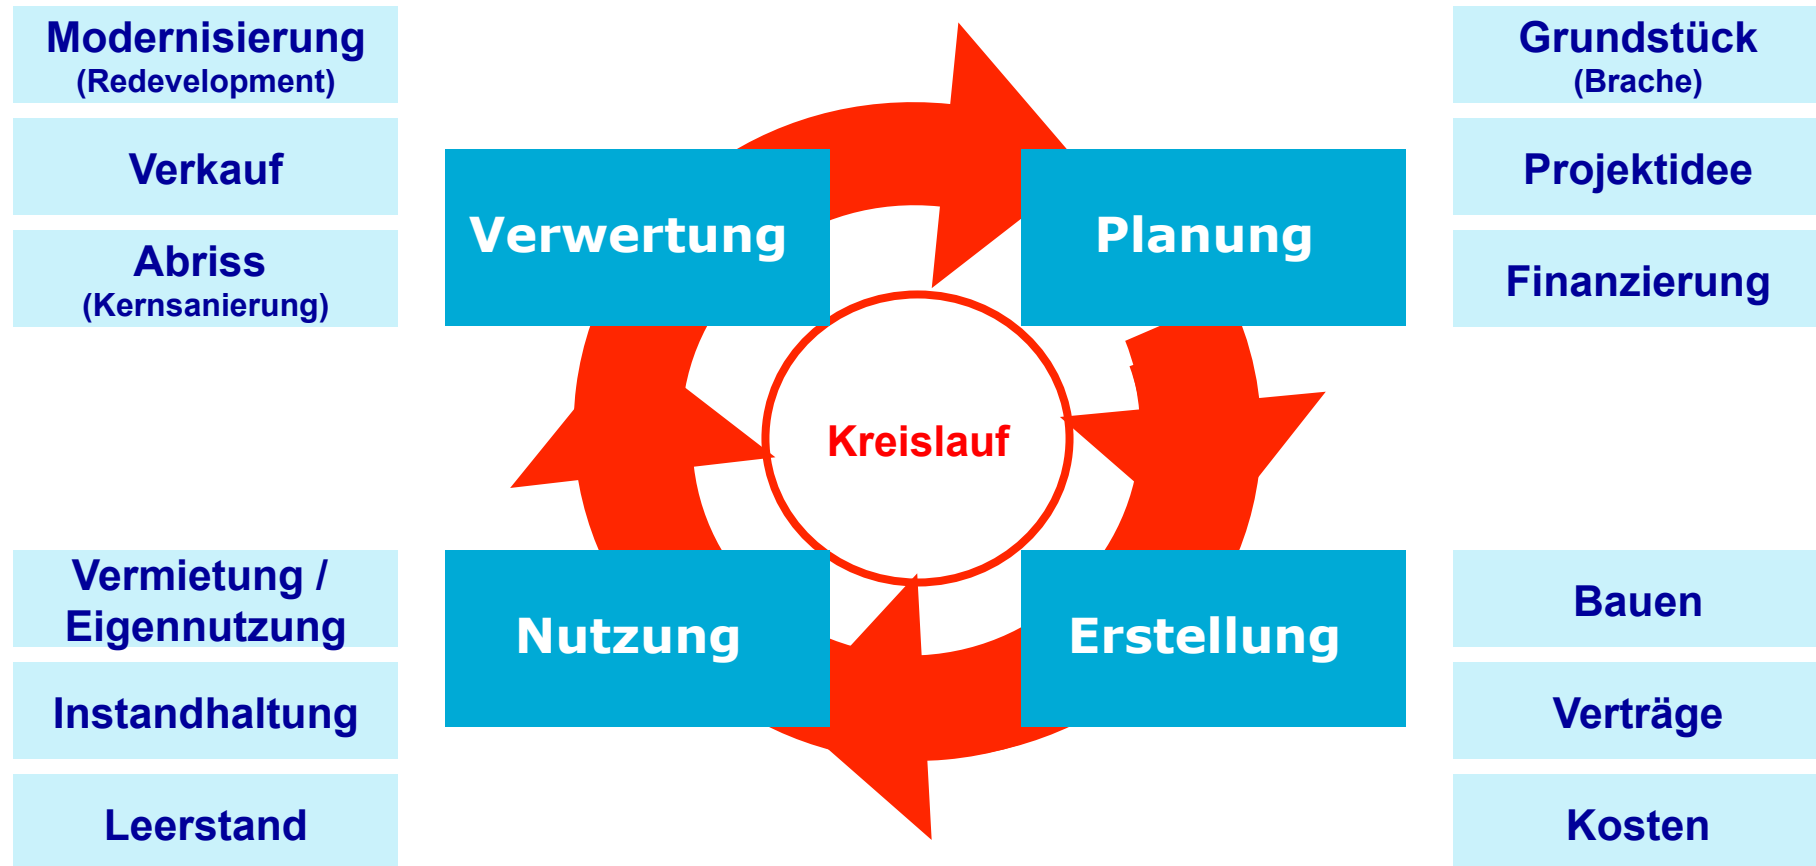 Modernisierung
(Redevelopment)
Verkauf
Abriss
(Kernsanierung)
Verwertung
Planung
Grundstück
(Brache)
Projektidee
Finanzierung
Kreislauf
Vermietung /
Eigennutzung
Instandhaltung
Leerstand
Nutzung
Erstellung
Bauen
Verträge
Kosten